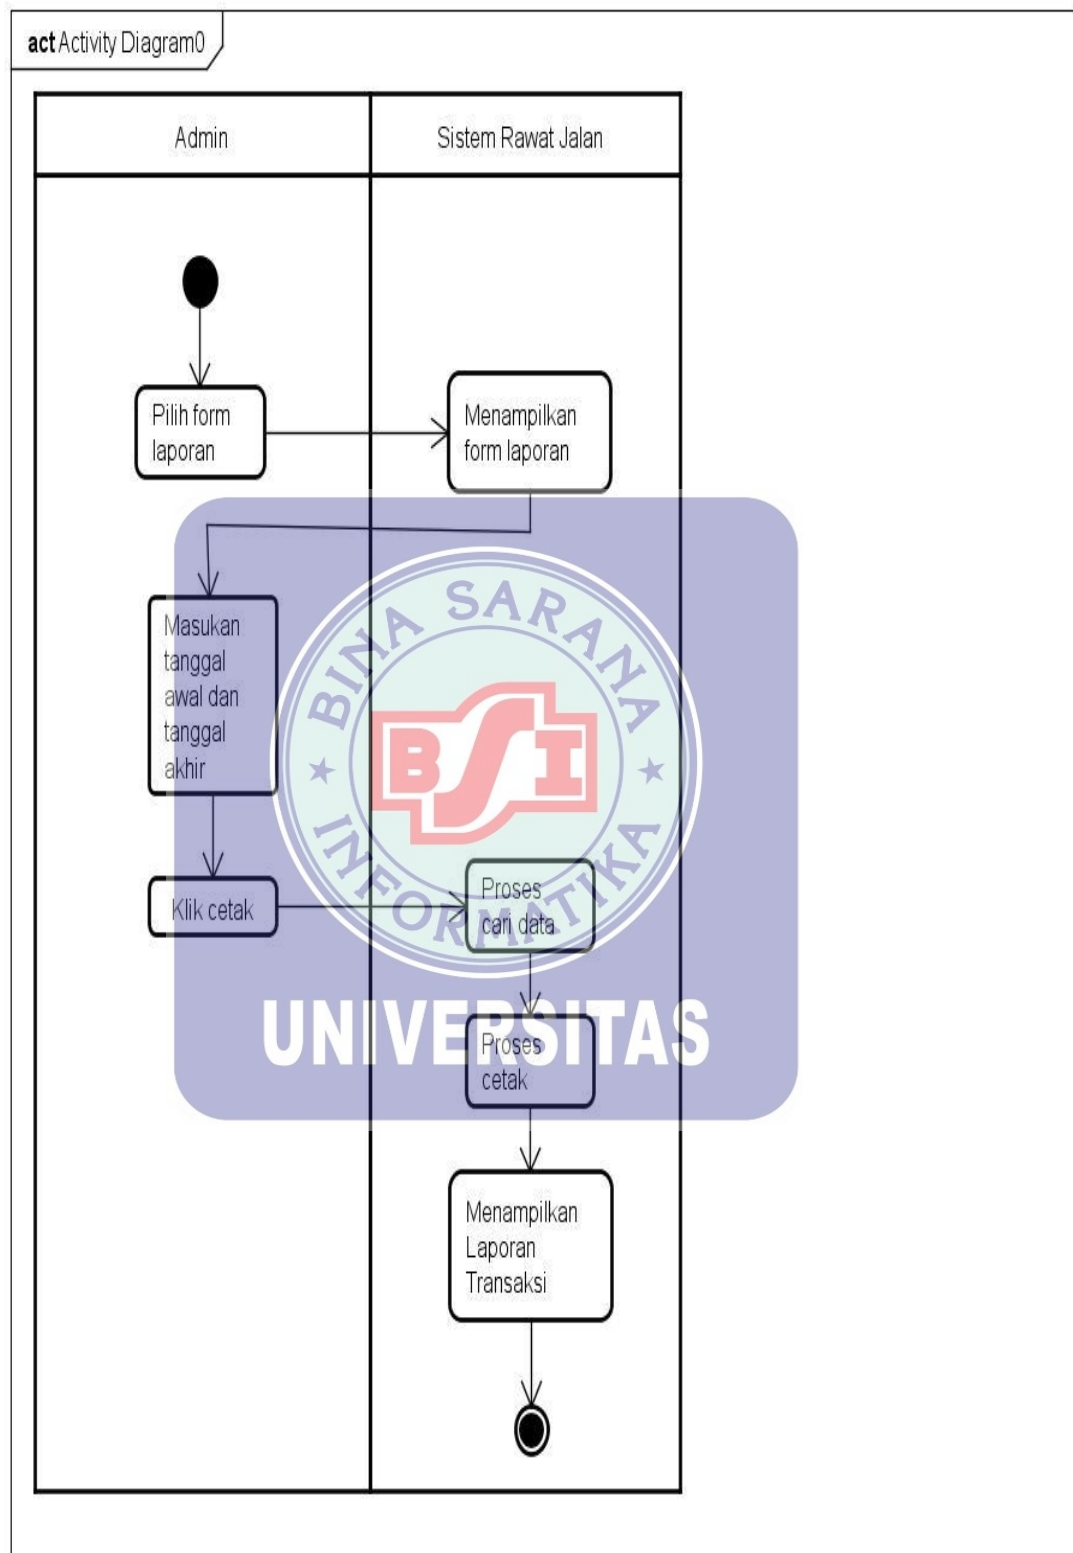 act Activity Diagram0
Admin
Sistem Rawat Jalan
Pilih form
laporan
Menampilkan
form laporan
Masukan
tanggal
awal dan
tanggal
akhir
BINA SARANA
BSI
INFORMATIKA
Klik cetak
Proses
cari data
UNIVERSITAS
Proses
cetak
Menampilkan
Laporan
Transaksi